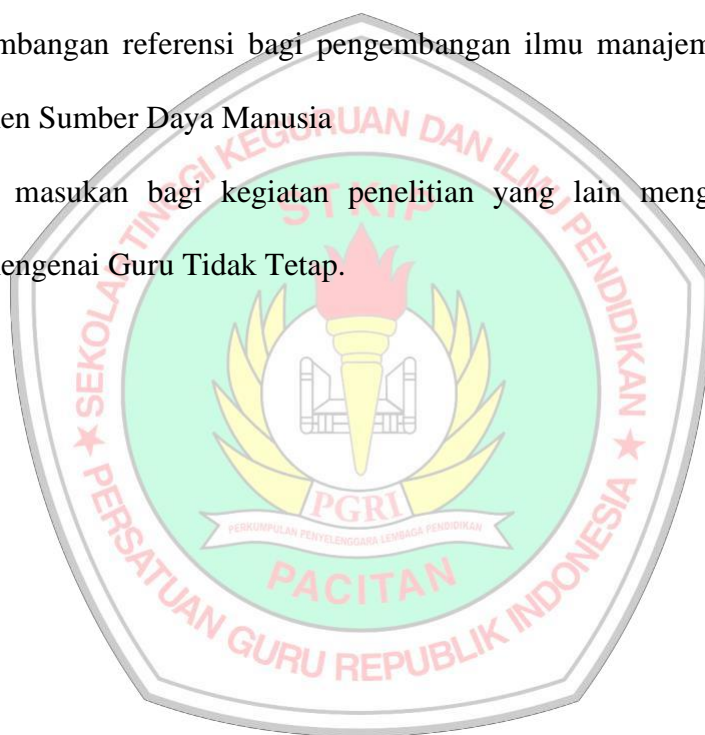 mbangan referensi bagi pengembangan ilmu manajem
en Sumber Daya Manusia
masukan bagi kegiatan penelitian yang lain meng
mengenai Guru Tidak Tetap.
SEKOLAH TINGGI KEGURUAN DAN ILMU PENDIDIKAN
STKIP
PGRI
PERKUMPULAN PENYELENGGARA LEMBAGA PENDIDIKAN
PACITAN
PERSATUAN GURU REPUBLIK INDONESIA